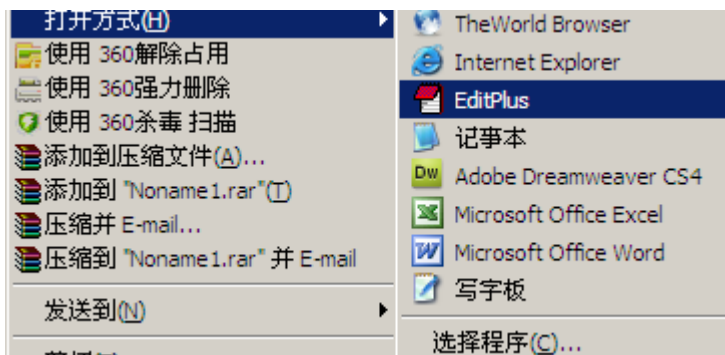 打开方式(H)
使用 360解除占用
使用 360强力删除
使用 360杀毒 扫描
添加到压缩文件(A)...
添加到 "Noname1.rar"(T)
压缩并 E-mail...
压缩到 "Noname1.rar" 并 E-mail
发送到(N)
TheWorld Browser
Internet Explorer
EditPlus
记事本
Dw Adobe Dreamweaver CS4
Microsoft Office Excel
Microsoft Office Word
写字板
选择程序(C)...